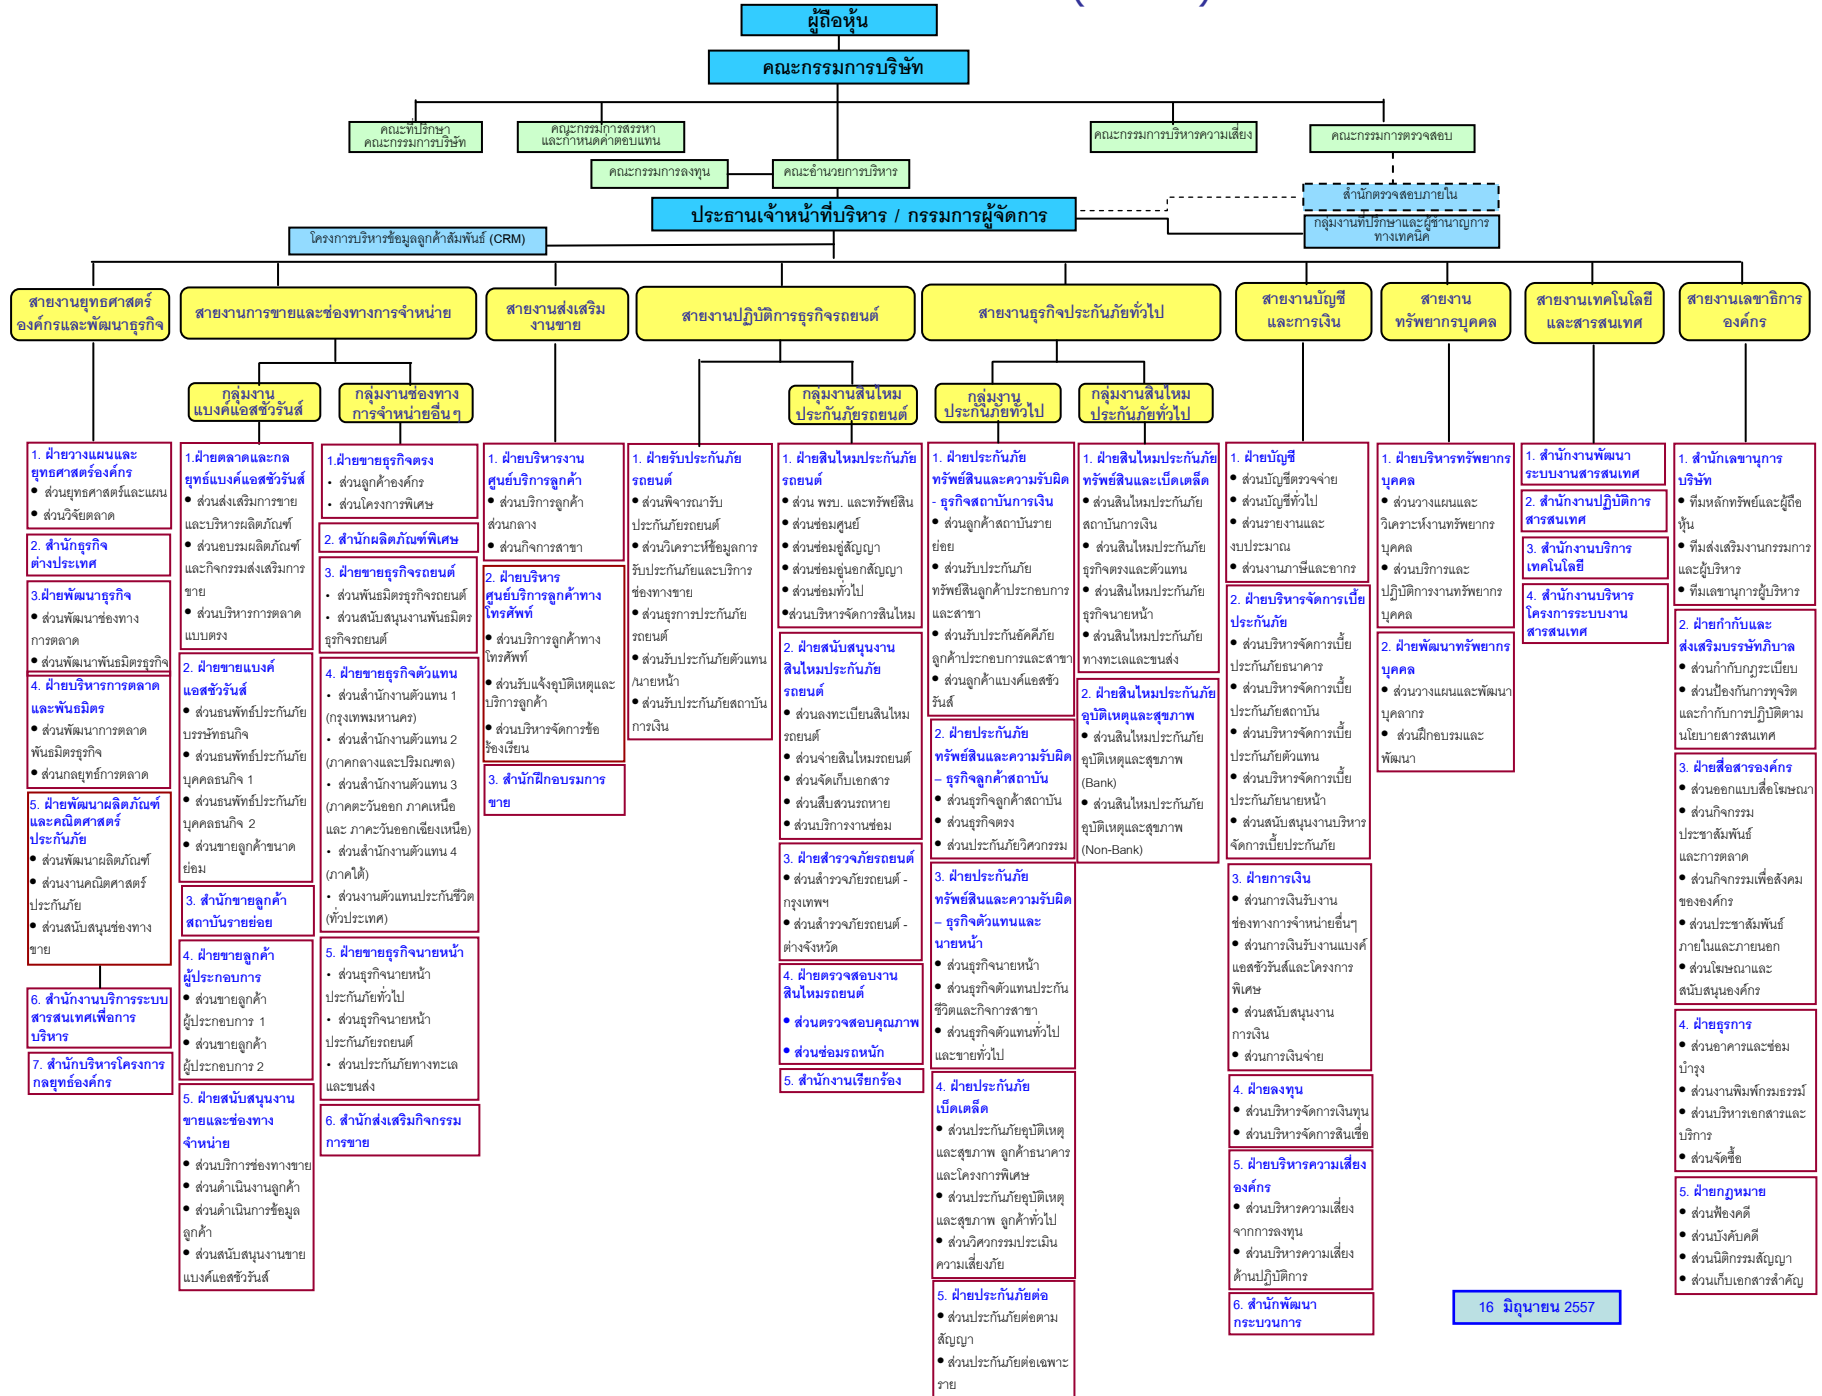 ผู้ถือหุ้น
คณะกรรมการบริษัท
คณะที่ปรึกษา
คณะกรรมการบริษัท
คณะกรรมการสรรหา
และกำหนดค่าตอบแทน
คณะกรรมการบริหารความเสี่ยง
คณะกรรมการตรวจสอบ
คณะกรรมการลงทุน
คณะอำนวยการบริหาร
สำนักตรวจสอบภายใน
ประธานเจ้าหน้าที่บริหาร / กรรมการผู้จัดการ
กลุ่มงานที่ปรึกษาและผู้ชำนาญการ
ทางเทคนิค
โครงการบริหารข้อมูลลูกค้าสัมพันธ์ (CRM)
สายงานยุทธศาสตร์
องค์กรและพัฒนาธุรกิจ
สายงานการขายและช่องทางการจำหน่าย
สายงานส่งเสริม
งานขาย
สายงานปฏิบัติการธุรกิจรถยนต์
สายงานธุรกิจประกันภัยทั่วไป
สายงานบัญชี
และการเงิน
สายงาน
ทรัพยากรบุคคล
สายงานเทคโนโลยี
และสารสนเทศ
สายงานเลขาธิการ
องค์กร
กลุ่มงาน
แบงค์แอสชัวรันส์
กลุ่มงานช่องทาง
การจำหน่ายอื่นๆ
กลุ่มงานสินไหม
ประกันภัยรถยนต์
กลุ่มงาน
ประกันภัยทั่วไป
กลุ่มงานสินไหม
ประกันภัยทั่วไป
1. ฝ่ายวางแผนและ
ยุทธศาสตร์องค์กร
● ส่วนยุทธศาสตร์และแผน
● ส่วนวิจัยตลาด
2. สำนักธุรกิจ
ต่างประเทศ
3.ฝ่ายพัฒนาธุรกิจ
● ส่วนพัฒนาช่องทาง
การตลาด
● ส่วนพัฒนาพันธมิตรธุรกิจ
4. ฝ่ายบริหารการตลาด
และพันธมิตร
● ส่วนพัฒนาการตลาด
พันธมิตรธุรกิจ
● ส่วนกลยุทธ์การตลาด
5. ฝ่ายพัฒนาผลิตภัณฑ์
และคณิตศาสตร์
ประกันภัย
● ส่วนพัฒนาผลิตภัณฑ์
● ส่วนงานคณิตศาสตร์
ประกันภัย
● ส่วนสนับสนุนช่องทาง
ขาย
6. สำนักงานบริการระบบ
สารสนเทศเพื่อการ
บริหาร
7. สำนักบริหารโครงการ
กลยุทธ์องค์กร
1.ฝ่ายตลาดและกล
ยุทธ์แบงค์แอสชัวรันส์
● ส่วนส่งเสริมการขาย
และบริหารผลิตภัณฑ์
● ส่วนอบรมผลิตภัณฑ์
และกิจกรรมส่งเสริมการ
ขาย
● ส่วนบริหารการตลาด
แบบตรง
2. ฝ่ายขายแบงค์
แอสชัวรันส์
● ส่วนธนพัทธ์ประกันภัย
บรรษัทธนกิจ
● ส่วนธนพัทธ์ประกันภัย
บุคคลธนกิจ 1
● ส่วนธนพัทธ์ประกันภัย
บุคคลธนกิจ 2
● ส่วนขายลูกค้าขนาด
ย่อม
3. สำนักขายลูกค้า
สถาบันรายย่อย
4. ฝ่ายขายลูกค้า
ผู้ประกอบการ
● ส่วนขายลูกค้า
ผู้ประกอบการ 1
● ส่วนขายลูกค้า
ผู้ประกอบการ 2
5. ฝ่ายสนับสนุนงาน
ขายและช่องทาง
จำหน่าย
● ส่วนบริการช่องทางขาย
● ส่วนดำเนินงานลูกค้า
● ส่วนดำเนินการข้อมูล
ลูกค้า
● ส่วนสนับสนุนงานขาย
แบงค์แอสชัวรันส์
1.ฝ่ายขายธุรกิจตรง
• ส่วนลูกค้าองค์กร
• ส่วนโครงการพิเศษ
2. สำนักผลิตภัณฑ์พิเศษ
3. ฝ่ายขายธุรกิจรถยนต์
• ส่วนพันธมิตรธุรกิจรถยนต์
• ส่วนสนับสนุนงานพันธมิตร
ธุรกิจรถยนต์
4. ฝ่ายขายธุรกิจตัวแทน
• ส่วนสำนักงานตัวแทน 1
(กรุงเทพมหานคร)
• ส่วนสำนักงานตัวแทน 2
(ภาคกลางและปริมณฑล)
• ส่วนสำนักงานตัวแทน 3
(ภาคตะวันออก ภาคเหนือ
และ ภาคะวันออกเฉียงเหนือ)
• ส่วนสำนักงานตัวแทน 4
(ภาคใต้)
• ส่วนงานตัวแทนประกันชีวิต
(ทั่วประเทศ)
5. ฝ่ายขายธุรกิจนายหน้า
• ส่วนธุรกิจนายหน้า
ประกันภัยทั่วไป
• ส่วนธุรกิจนายหน้า
ประกันภัยรถยนต์
• ส่วนประกันภัยทางทะเล
และขนส่ง
6. สำนักส่งเสริมกิจกรรม
การขาย
1. ฝ่ายบริหารงาน
ศูนย์บริการลูกค้า
● ส่วนบริการลูกค้า
ส่วนกลาง
● ส่วนกิจการสาขา
2. ฝ่ายบริหาร
ศูนย์บริการลูกค้าทาง
โทรศัพท์
● ส่วนบริการลูกค้าทาง
โทรศัพท์
● ส่วนรับแจ้งอุบัติเหตุและ
บริการลูกค้า
● ส่วนบริหารจัดการข้อ
ร้องเรียน
3. สำนักฝึกอบรมการ
ขาย
1. ฝ่ายรับประกันภัย
รถยนต์
● ส่วนพิจารณารับ
ประกันภัยรถยนต์
● ส่วนวิเคราะห์ข้อมูลการ
รับประกันภัยและบริการ
ช่องทางขาย
● ส่วนธุรการประกันภัย
รถยนต์
● ส่วนรับประกันภัยตัวแทน
/นายหน้า
● ส่วนรับประกันภัยสถาบัน
การเงิน
1. ฝ่ายสินไหมประกันภัย
รถยนต์
● ส่วน พรบ. และทรัพย์สิน
● ส่วนซ่อมศูนย์
● ส่วนซ่อมอู่สัญญา
● ส่วนซ่อมอู่นอกสัญญา
● ส่วนซ่อมทั่วไป
●ส่วนบริหารจัดการสินไหม
2. ฝ่ายสนับสนุนงาน
สินไหมประกันภัย
รถยนต์
● ส่วนลงทะเบียนสินไหม
รถยนต์
● ส่วนจ่ายสินไหมรถยนต์
● ส่วนจัดเก็บเอกสาร
● ส่วนสืบสวนรถหาย
● ส่วนบริการงานซ่อม
3. ฝ่ายสำรวจภัยรถยนต์
● ส่วนสำรวจภัยรถยนต์ -
กรุงเทพฯ
● ส่วนสำรวจภัยรถยนต์ -
ต่างจังหวัด
4. ฝ่ายตรวจสอบงาน
สินไหมรถยนต์
● ส่วนตรวจสอบคุณภาพ
● ส่วนซ่อมรถหนัก
5. สำนักงานเรียกร้อง
1. ฝ่ายประกันภัย
ทรัพย์สินและความรับผิด
- ธุรกิจสถาบันการเงิน
● ส่วนลูกค้าสถาบันราย
ย่อย
● ส่วนรับประกันภัย
ทรัพย์สินลูกค้าประกอบการ
และสาขา
● ส่วนรับประกันอัคคีภัย
ลูกค้าประกอบการและสาขา
● ส่วนลูกค้าแบงค์แอสชัว
รันส์
2. ฝ่ายประกันภัย
ทรัพย์สินและความรับผิด
– ธุรกิจลูกค้าสถาบัน
● ส่วนธุรกิจลูกค้าสถาบัน
● ส่วนธุรกิจตรง
● ส่วนประกันภัยวิศวกรรม
3. ฝ่ายประกันภัย
ทรัพย์สินและความรับผิด
– ธุรกิจตัวแทนและ
นายหน้า
● ส่วนธุรกิจนายหน้า
● ส่วนธุรกิจตัวแทนประกัน
ชีวิตและกิจการสาขา
● ส่วนธุรกิจตัวแทนทั่วไป
และขายทั่วไป
4. ฝ่ายประกันภัย
เบ็ดเตล็ด
● ส่วนประกันภัยอุบัติเหตุ
และสุขภาพ ลูกค้าธนาคาร
และโครงการพิเศษ
● ส่วนประกันภัยอุบัติเหตุ
และสุขภาพ ลูกค้าทั่วไป
● ส่วนวิศวกรรมประเมิน
ความเสี่ยงภัย
5. ฝ่ายประกันภัยต่อ
● ส่วนประกันภัยต่อตาม
สัญญา
● ส่วนประกันภัยต่อเฉพาะ
ราย
1. ฝ่ายสินไหมประกันภัย
ทรัพย์สินและเบ็ดเตล็ด
● ส่วนสินไหมประกันภัย
สถาบันการเงิน
● ส่วนสินไหมประกันภัย
ธุรกิจตรงและตัวแทน
● ส่วนสินไหมประกันภัย
ธุรกิจนายหน้า
● ส่วนสินไหมประกันภัย
ทางทะเลและขนส่ง
2. ฝ่ายสินไหมประกันภัย
อุบัติเหตุและสุขภาพ
● ส่วนสินไหมประกันภัย
อุบัติเหตุและสุขภาพ
(Bank)
● ส่วนสินไหมประกันภัย
อุบัติเหตุและสุขภาพ
(Non-Bank)
1. ฝ่ายบัญชี
● ส่วนบัญชีตรวจจ่าย
● ส่วนบัญชีทั่วไป
● ส่วนรายงานและ
งบประมาณ
● ส่วนงานภาษีและอากร
2. ฝ่ายบริหารจัดการเบี้ย
ประกันภัย
● ส่วนบริหารจัดการเบี้ย
ประกันภัยธนาคาร
● ส่วนบริหารจัดการเบี้ย
ประกันภัยสถาบัน
● ส่วนบริหารจัดการเบี้ย
ประกันภัยตัวแทน
● ส่วนบริหารจัดการเบี้ย
ประกันภัยนายหน้า
● ส่วนสนับสนุนงานบริหาร
จัดการเบี้ยประกันภัย
3. ฝ่ายการเงิน
● ส่วนการเงินรับงาน
ช่องทางการจำหน่ายอื่นๆ
● ส่วนการเงินรับงานแบงค์
แอสชัวรันส์และโครงการ
พิเศษ
● ส่วนสนับสนุนงาน
การเงิน
● ส่วนการเงินจ่าย
4. ฝ่ายลงทุน
● ส่วนบริหารจัดการเงินทุน
● ส่วนบริหารจัดการสินเชื่อ
5. ฝ่ายบริหารความเสี่ยง
องค์กร
● ส่วนบริหารความเสี่ยง
จากการลงทุน
● ส่วนบริหารความเสี่ยง
ด้านปฏิบัติการ
6. สำนักพัฒนา
กระบวนการ
1. ฝ่ายบริหารทรัพยากร
บุคคล
● ส่วนวางแผนและ
วิเคราะห์งานทรัพยากร
บุคคล
● ส่วนบริการและ
ปฏิบัติการงานทรัพยากร
บุคคล
2. ฝ่ายพัฒนาทรัพยากร
บุคคล
● ส่วนวางแผนและพัฒนา
บุคลากร
● ส่วนฝึกอบรมและ
พัฒนา
1. สำนักงานพัฒนา
ระบบงานสารสนเทศ
2. สำนักงานปฏิบัติการ
สารสนเทศ
3. สำนักงานบริการ
เทคโนโลยี
4. สำนักงานบริหาร
โครงการระบบงาน
สารสนเทศ
1. สำนักเลขานุการ
บริษัท
● ทีมหลักทรัพย์และผู้ถือ
หุ้น
● ทีมส่งเสริมงานกรรมการ
และผู้บริหาร
● ทีมเลขานุการผู้บริหาร
2. ฝ่ายกำกับและ
ส่งเสริมบรรษัทภิบาล
● ส่วนกำกับกฎระเบียบ
● ส่วนป้องกันการทุจริต
และกำกับการปฏิบัติตาม
นโยบายสารสนเทศ
3. ฝ่ายสื่อสารองค์กร
● ส่วนออกแบบสื่อโฆษณา
● ส่วนกิจกรรม
ประชาสัมพันธ์
และการตลาด
● ส่วนกิจกรรมเพื่อสังคม
ขององค์กร
● ส่วนประชาสัมพันธ์
ภายในและภายนอก
● ส่วนโฆษณาและ
สนับสนุนองค์กร
4. ฝ่ายธุรการ
● ส่วนอาคารและซ่อม
บำรุง
● ส่วนงานพิมพ์กรมธรรม์
● ส่วนบริหารเอกสารและ
บริการ
● ส่วนจัดซื้อ
5. ฝ่ายกฎหมาย
● ส่วนฟ้องคดี
● ส่วนบังคับคดี
● ส่วนนิติกรรมสัญญา
● ส่วนเก็บเอกสารสำคัญ
16 มิถุนายน 2557